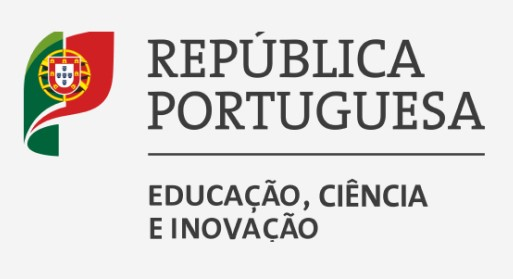 REPÚBLICA
PORTUGUESA
EDUCAÇÃO, CIÊNCIA
E INOVAÇÃO